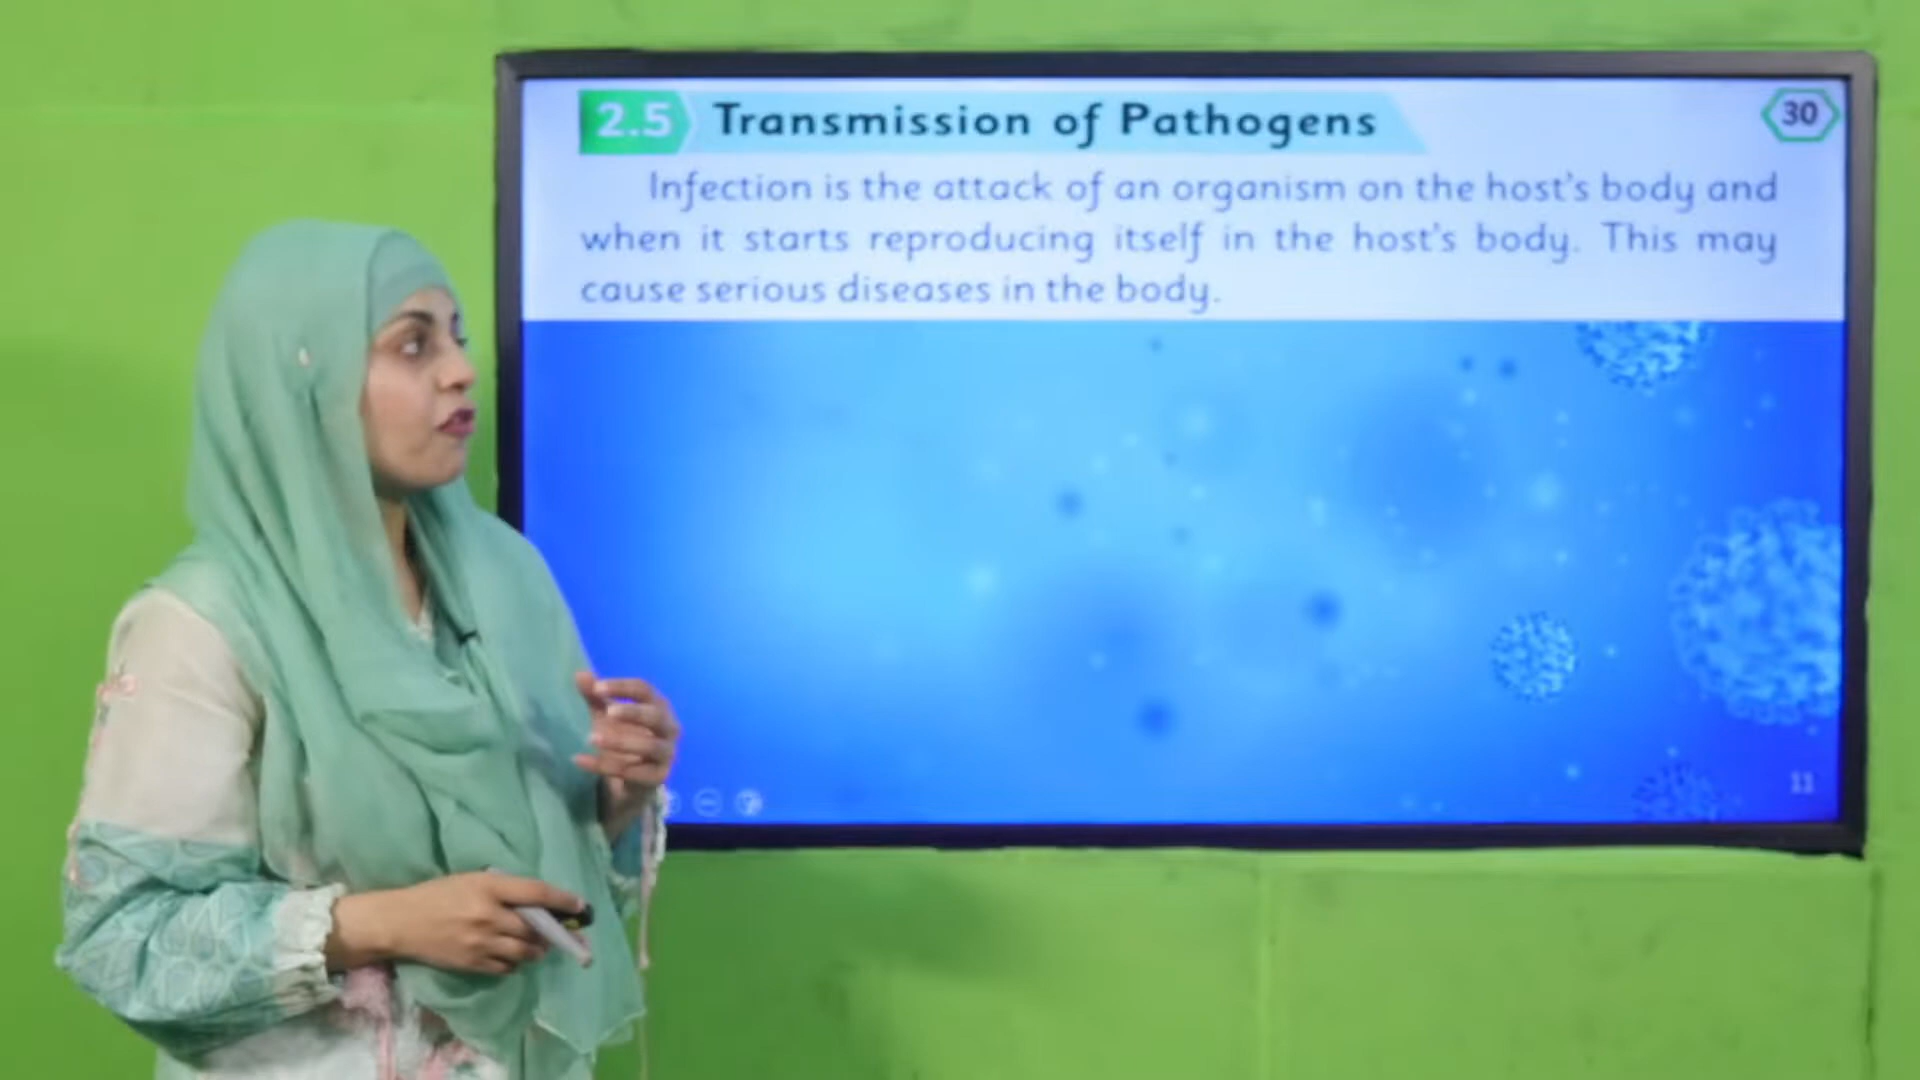 2.5 Transmission of Pathogens
30
Infection is the attack of an organism on the host's body and
when it starts reproducing itself in the host's body. This may
cause serious diseases in the body.
11